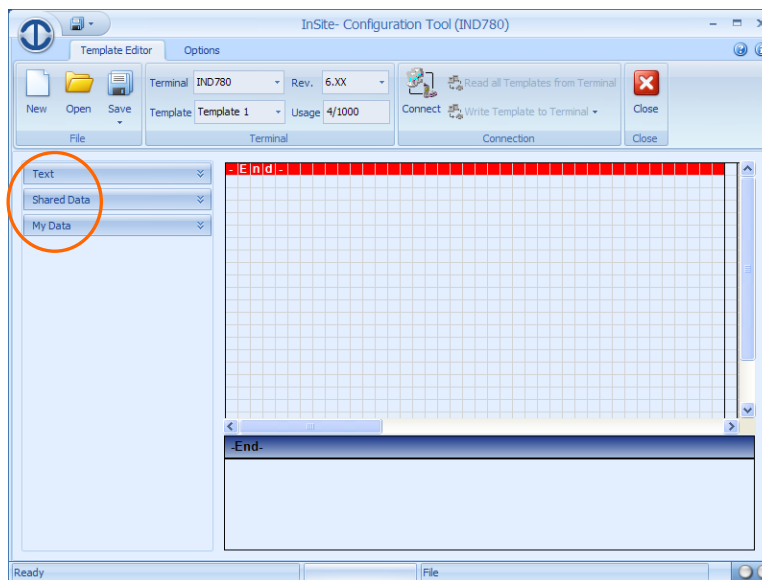 InSite- Configuration Tool (IND780)
Template Editor Options
New Open Save
File
Terminal IND780 Rev. 6.XX
Template Template 1 Usage 4/1000
Terminal
Connect Read all Templates from Terminal
Write Template to Terminal
Connection
Close
Close
Text
Shared Data
My Data
-End-
-End-
Ready File